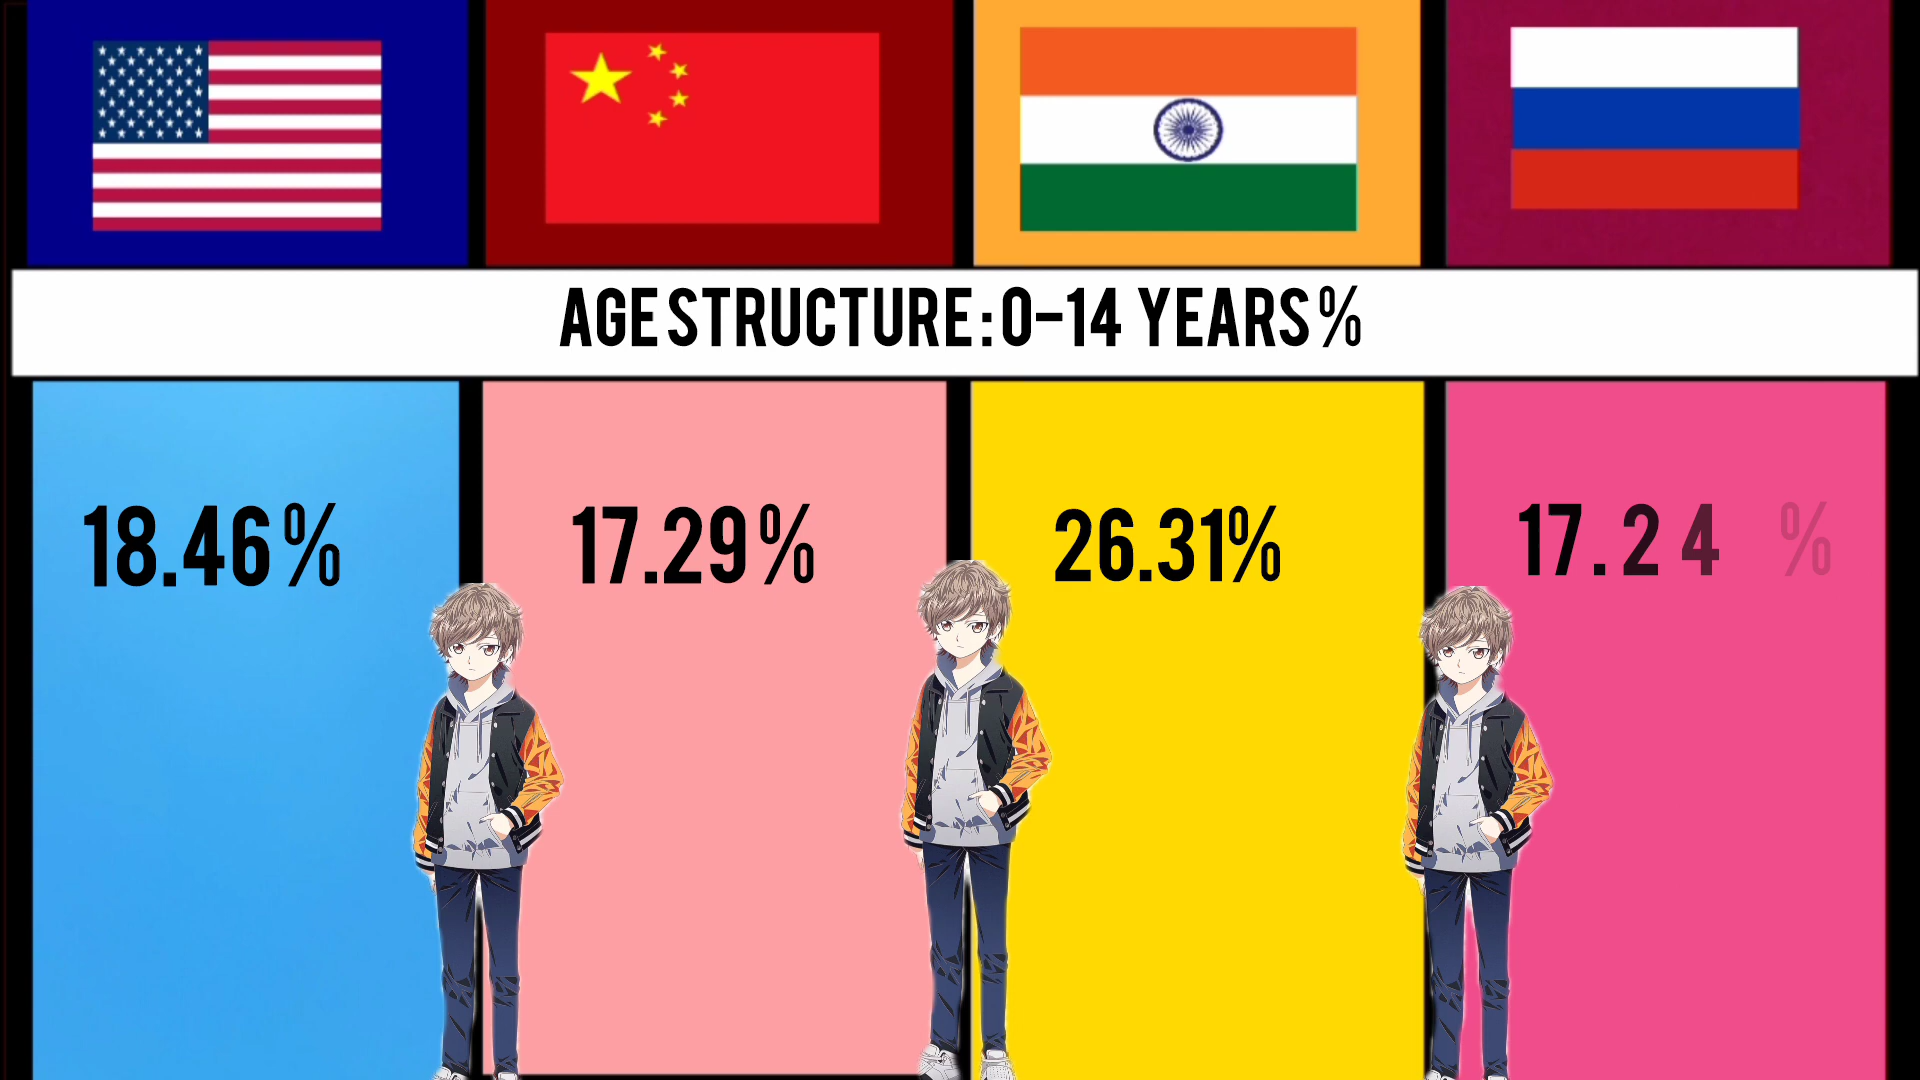 AGE STRUCTURE: 0-14 YEARS %
18.46%
17.29%
26.31%
17.24 %